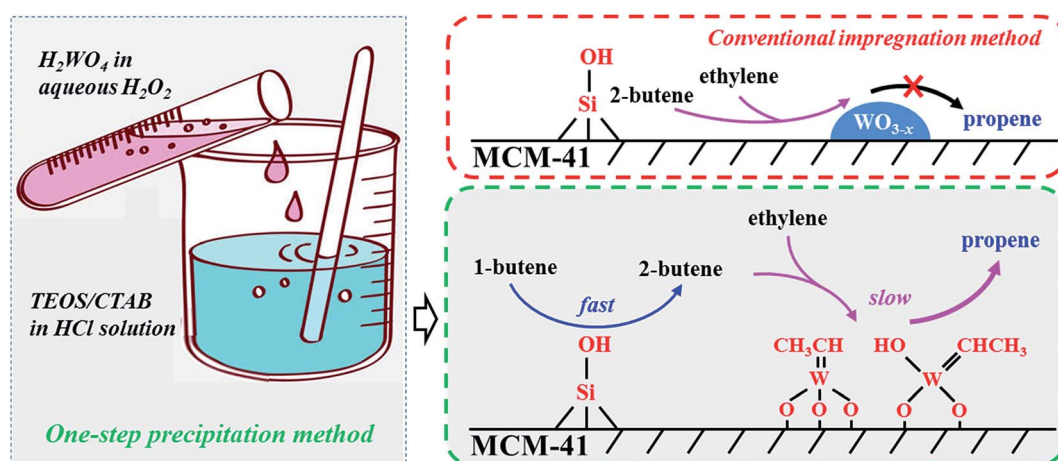 H₂WO₄ in
aqueous H₂O₂
TEOS/CTAB
in HCl solution
One-step precipitation method
Conventional impregnation method
OH
Si
2-butene
ethylene
WO₃₋ₓ
propene
MCM-41
ethylene
propene
1-butene
2-butene
fast
slow
OH
Si
CH₃CH
W
O O O
HO
CHCH₃
W
O O
MCM-41